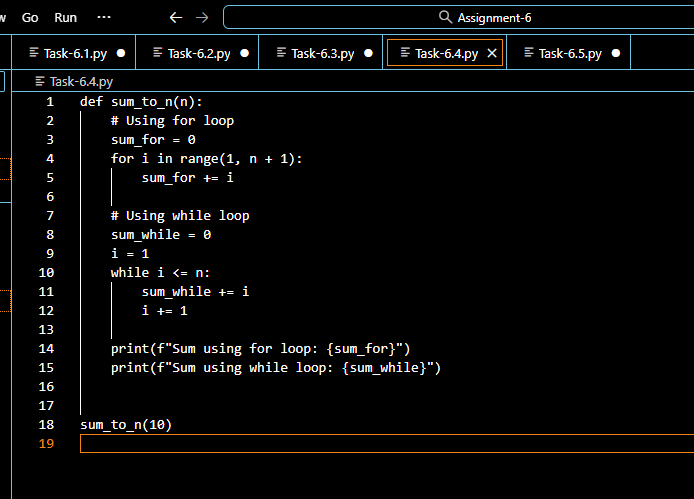 Go Run ··· ← → Assignment-6
Task-6.1.py ● Task-6.2.py ● Task-6.3.py ● Task-6.4.py × Task-6.5.py ●
Task-6.4.py
1 def sum_to_n(n):
2     # Using for loop
3     sum_for = 0
4     for i in range(1, n + 1):
5         sum_for += i
6
7     # Using while loop
8     sum_while = 0
9     i = 1
10     while i <= n:
11         sum_while += i
12         i += 1
13
14     print(f"Sum using for loop: {sum_for}")
15     print(f"Sum using while loop: {sum_while}")
16
17
18 sum_to_n(10)
19